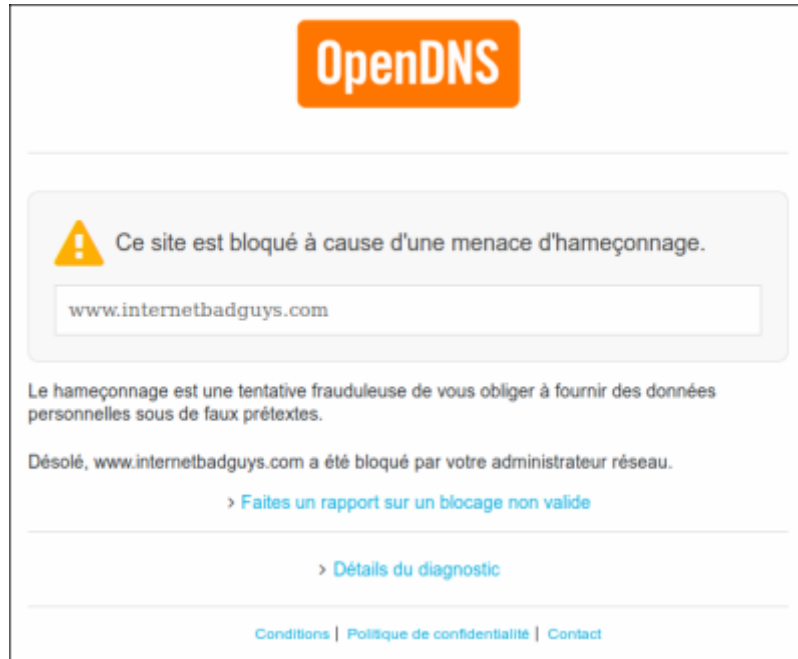 OpenDNS
Ce site est bloqué à cause d'une menace d'hameçonnage.
www.internetbadguys.com
Le hameçonnage est une tentative frauduleuse de vous obliger à fournir des données
personnelles sous de faux prétextes.
Désolé, www.internetbadguys.com a été bloqué par votre administrateur réseau.
> Faites un rapport sur un blocage non valide
> Détails du diagnostic
Conditions | Politique de confidentialité | Contact